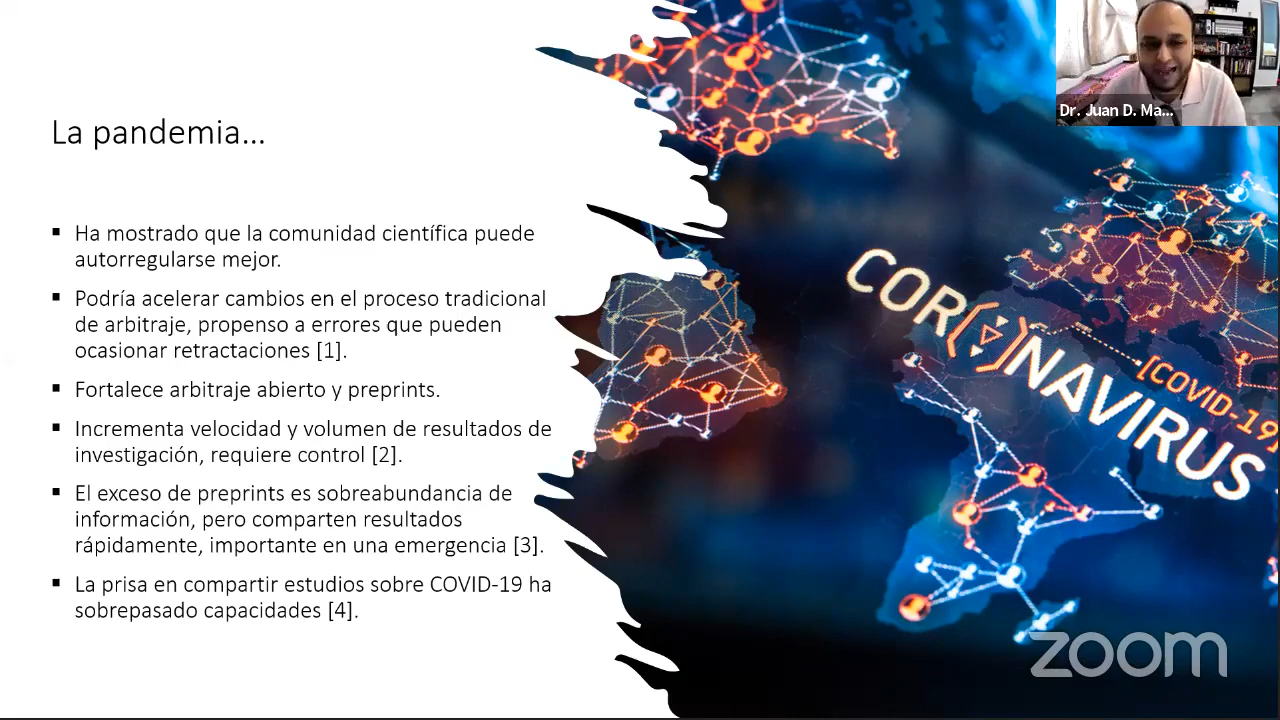 La pandemia...
Ha mostrado que la comunidad científica puede
autorregularse mejor.
Podría acelerar cambios en el proceso tradicional
de arbitraje, propenso a errores que pueden
ocasionar retractaciones [1].
Fortalece arbitraje abierto y preprints.
Incrementa velocidad y volumen de resultados de
investigación, requiere control [2].
El exceso de preprints es sobreabundancia de
información, pero comparten resultados
rápidamente, importante en una emergencia [3].
La prisa en compartir estudios sobre COVID-19 ha
sobrepasado capacidades [4].
Dr. Juan D. Ma...
CORONAVIRUS
[COVID-19
zoom